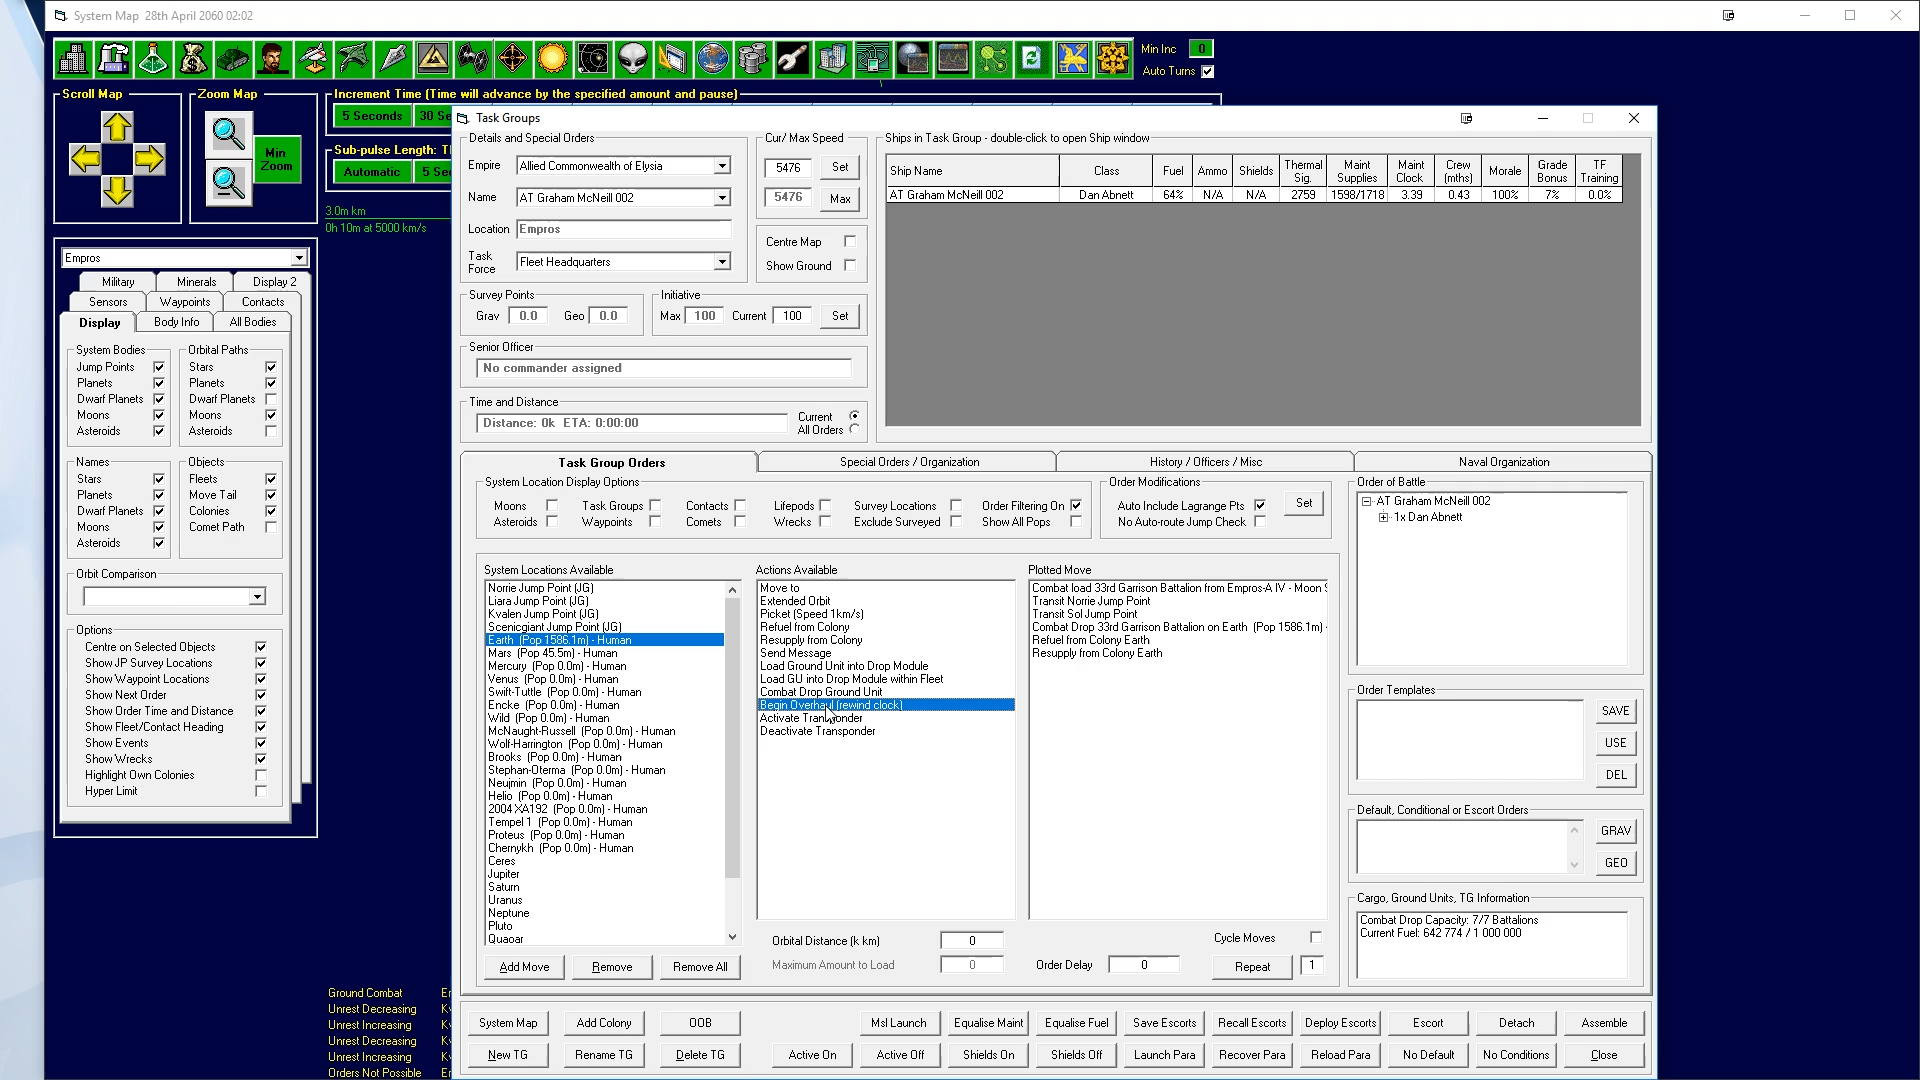 System Map  28th April 2060 02:02
Min Inc 0
Auto Turns
Scroll Map
Zoom Map
Min Zoom
Increment Time (Time will advance by the specified amount and pause)
5 Seconds
Sub-pulse Length:
Automatic
3.0m km
0h 10m at 5000 km/s
Empros
Military Minerals Display 2
Sensors Waypoints Contacts
Display Body Info All Bodies
System Bodies
Jump Points
Planets
Dwarf Planets
Moons
Asteroids
Orbital Paths
Stars
Planets
Dwarf Planets
Moons
Asteroids
Names
Stars
Planets
Dwarf Planets
Moons
Asteroids
Objects
Fleets
Move Tail
Colonies
Comet Path
Orbit Comparison
Options
Centre on Selected Objects
Show JP Survey Locations
Show Waypoint Locations
Show Next Order
Show Order Time and Distance
Show Fleet/Contact Heading
Show Events
Show Wrecks
Highlight Own Colonies
Hyper Limit
Ground Combat
Unrest Decreasing
Unrest Increasing
Unrest Decreasing
Unrest Increasing
Orders Not Possible
Task Groups
Details and Special Orders
Empire Allied Commonwealth of Elysia
Name AT Graham McNeill 002
Location Empros
Task Force Fleet Headquarters
Cur/ Max Speed
5476 Set
5476 Max
Centre Map
Show Ground
Survey Points
Grav 0.0 Geo 0.0
Initiative
Max 100 Current 100 Set
Senior Officer
No commander assigned
Time and Distance
Distance: 0k  ETA: 0:00:00
Current
All Orders
Ships in Task Group - double-click to open Ship window
Ship Name Class Fuel Ammo Shields Thermal Sig. Maint Supplies Maint Clock Crew (mths) Morale Grade Bonus TF Training
AT Graham McNeill 002 Dan Abnett 64% N/A N/A 2759 1598/1718 3.39 0.43 100% 7% 0.0%
Task Group Orders Special Orders / Organization History / Officers / Misc Naval Organization
System Location Display Options
Moons Task Groups Contacts Lifepods Survey Locations Order Filtering On
Asteroids Waypoints Comets Wrecks Exclude Surveyed Show All Pops
Order Modifications
Auto Include Lagrange Pts
No Auto-route Jump Check
Set
System Locations Available
Norrie Jump Point (JG)
Liara Jump Point (JG)
Kvalen Jump Point (JG)
Scenicgiant Jump Point (JG)
Earth  (Pop 1586.1m) - Human
Mars  (Pop 45.5m) - Human
Mercury  (Pop 0.0m) - Human
Venus  (Pop 0.0m) - Human
Swift-Tuttle  (Pop 0.0m) - Human
Encke  (Pop 0.0m) - Human
Wild  (Pop 0.0m) - Human
McNaught-Russell  (Pop 0.0m) - Human
Wolf-Harrington  (Pop 0.0m) - Human
Brooks  (Pop 0.0m) - Human
Stephan-Oterma  (Pop 0.0m) - Human
Neujmin  (Pop 0.0m) - Human
Helio  (Pop 0.0m) - Human
2004 XA192  (Pop 0.0m) - Human
Tempel 1  (Pop 0.0m) - Human
Proteus  (Pop 0.0m) - Human
Chernykh  (Pop 0.0m) - Human
Ceres
Jupiter
Saturn
Uranus
Neptune
Pluto
Quaoar
Actions Available
Move to
Extended Orbit
Picket (Speed 1km/s)
Refuel from Colony
Resupply from Colony
Send Message
Load Ground Unit into Drop Module
Load GU into Drop Module within Fleet
Combat Drop Ground Unit
Begin Overhaul (rewind clock)
Activate Transponder
Deactivate Transponder
Plotted Move
Combat load 33rd Garrison Battalion from Empros-A IV - Moon
Transit Norrie Jump Point
Transit Sol Jump Point
Combat Drop 33rd Garrison Battalion on Earth  (Pop 1586.1m) -
Refuel from Colony Earth
Resupply from Colony Earth
Add Move Remove Remove All
Orbital Distance (k km) 0
Maximum Amount to Load 0
Order Delay 0
Cycle Moves
Repeat 1
Order of Battle
AT Graham McNeill 002
1x Dan Abnett
Order Templates
SAVE
USE
DEL
Default, Conditional or Escort Orders
GRAV
GEO
Cargo, Ground Units, TG Information
Combat Drop Capacity: 7/7 Battalions
Current Fuel: 642 774 / 1 000 000
System Map Add Colony OOB Msl Launch Equalise Maint Equalise Fuel Save Escorts Recall Escorts Deploy Escorts Escort Detach Assemble
New TG Rename TG Delete TG Active On Active Off Shields On Shields Off Launch Para Recover Para Reload Para No Default No Conditions Close